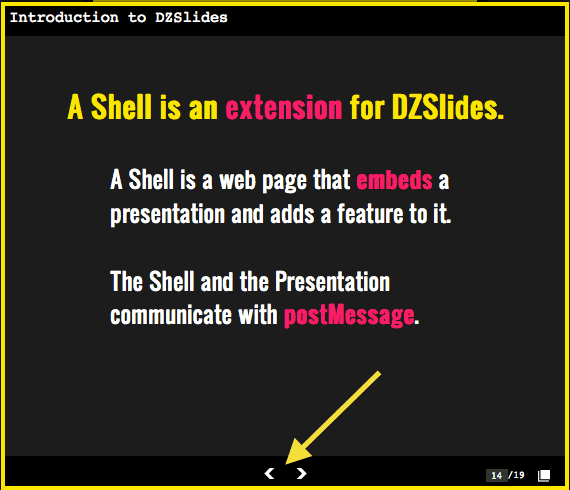 Introduction to DZSlides
A Shell is an extension for DZSlides.
A Shell is a web page that embeds a
presentation and adds a feature to it.
The Shell and the Presentation
communicate with postMessage.
14/19